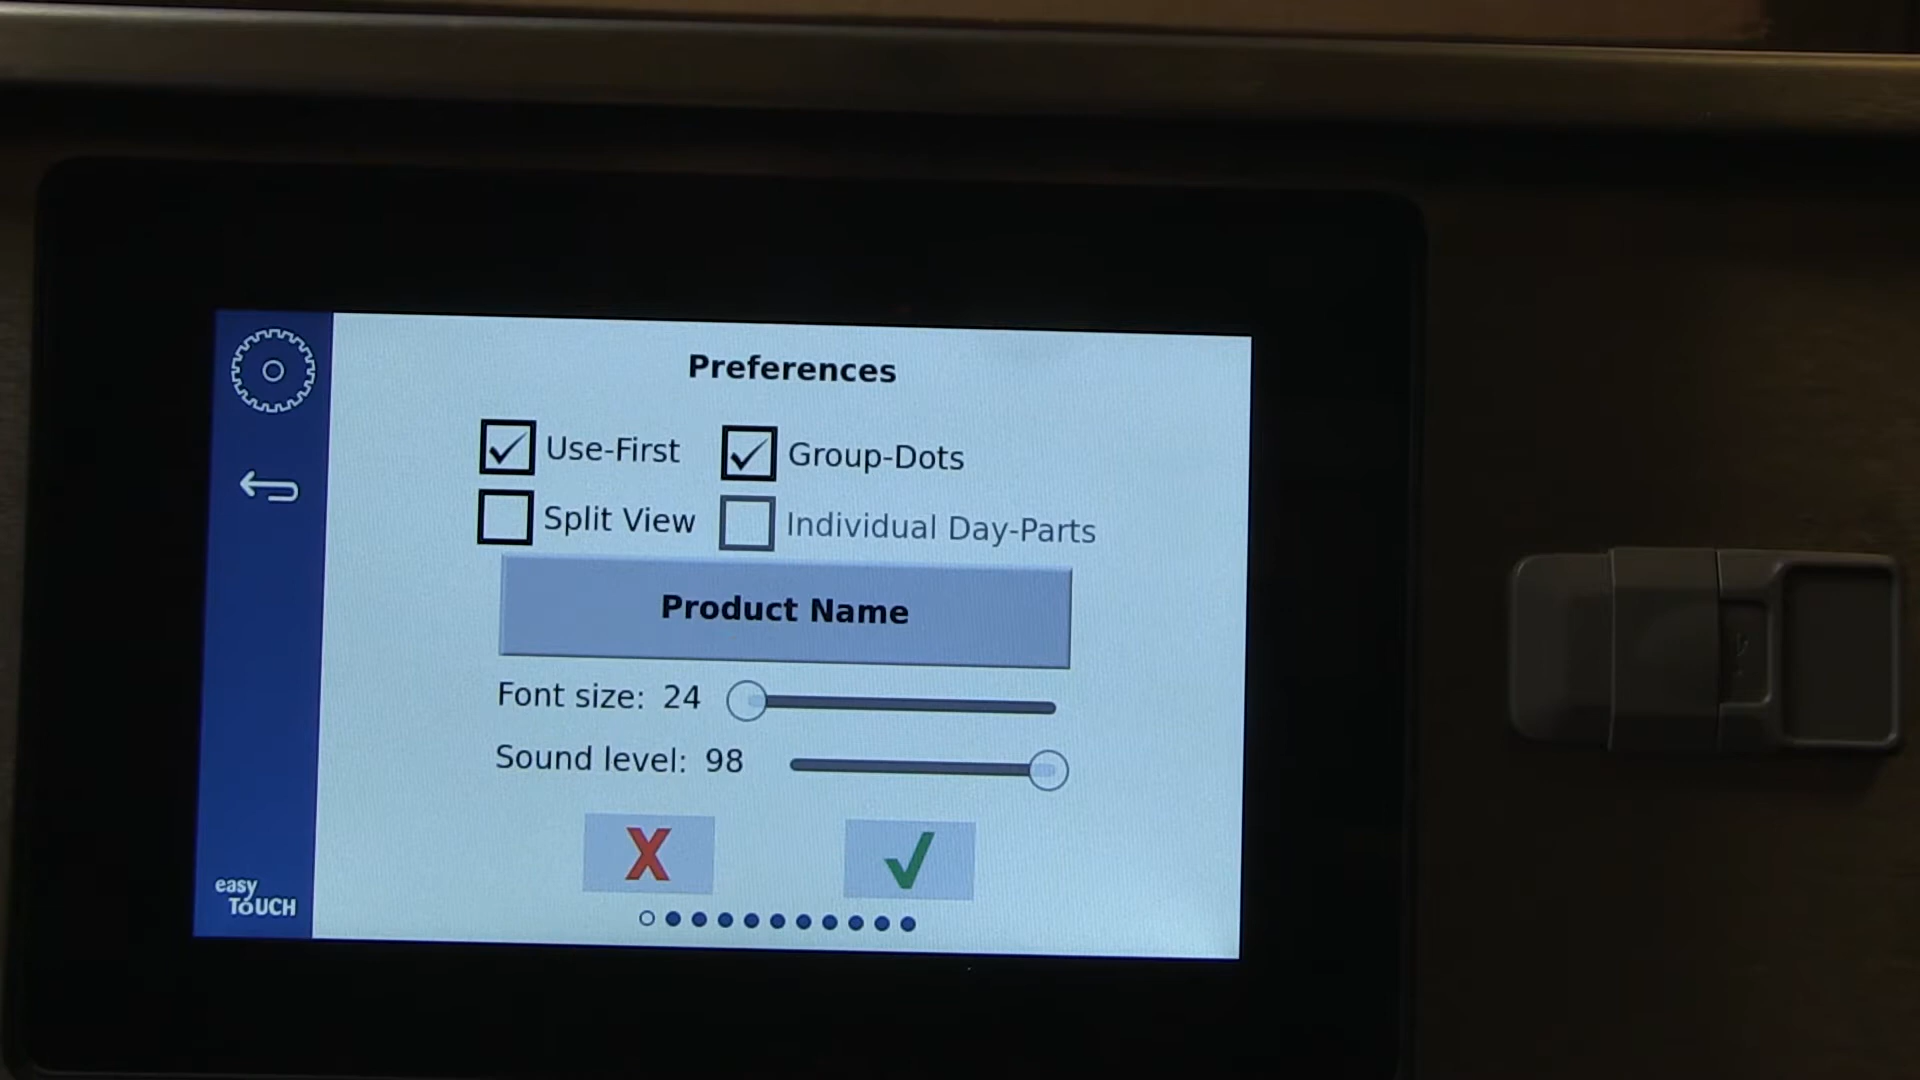 Preferences
Use-First Group-Dots
Split View Individual Day-Parts
Product Name
Font size: 24
Sound level: 98
X
easy
TOUCH